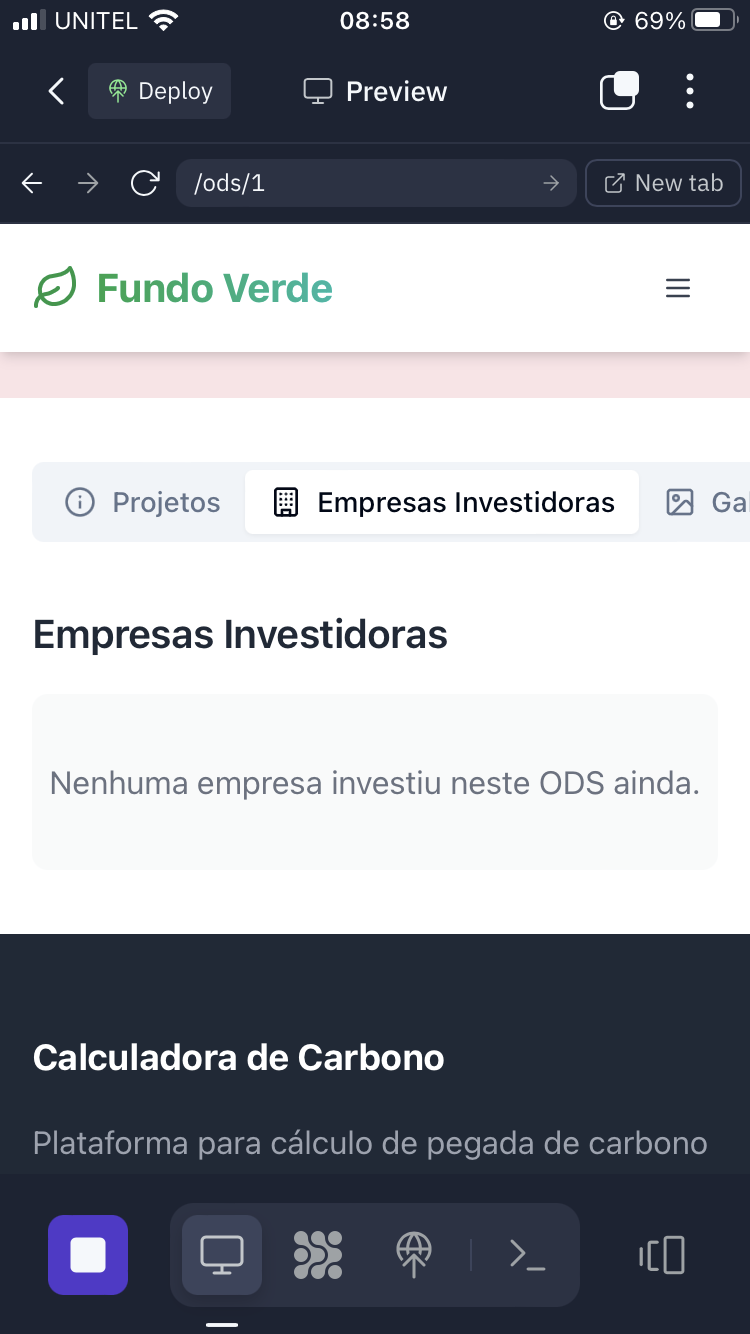 UNITEL 08:58 69%
Deploy Preview
/ods/1 New tab
Fundo Verde
Projetos Empresas Investidoras
Empresas Investidoras
Nenhuma empresa investiu neste ODS ainda.
Calculadora de Carbono
Plataforma para cálculo de pegada de carbono